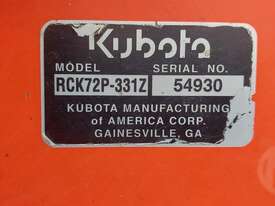 Kubota
MODEL SERIAL NO.
RCK72P-331Z 54930
KUBOTA MANUFACTURING
of AMERICA CORP.
GAINESVILLE, GA